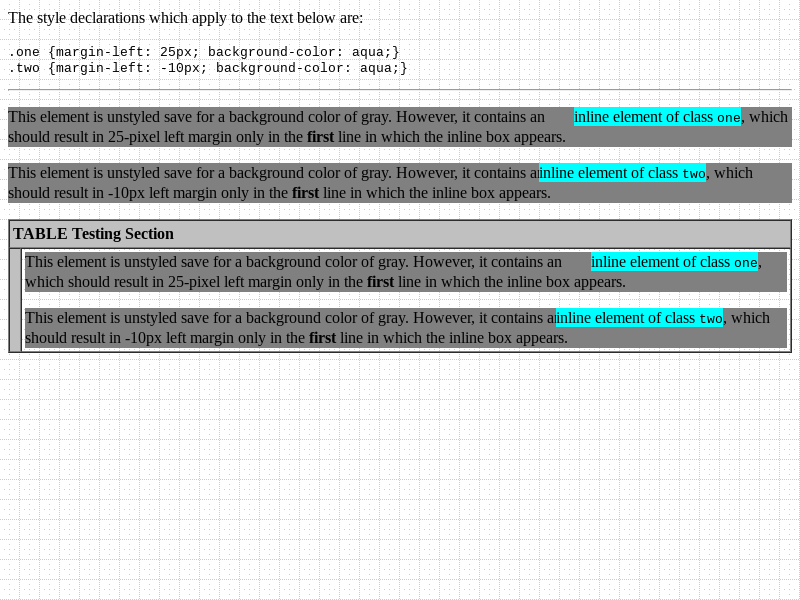 The style declarations which apply to the text below are:
.one {margin-left: 25px; background-color: aqua;}
.two {margin-left: -10px; background-color: aqua;}
This element is unstyled save for a background color of gray. However, it contains an inline element of class one, which
should result in 25-pixel left margin only in the first line in which the inline box appears.
This element is unstyled save for a background color of gray. However, it contains a inline element of class two, which
should result in -10px left margin only in the first line in which the inline box appears.
TABLE Testing Section
This element is unstyled save for a background color of gray. However, it contains an inline element of class one,
which should result in 25-pixel left margin only in the first line in which the inline box appears.
This element is unstyled save for a background color of gray. However, it contains a inline element of class two, which
should result in -10px left margin only in the first line in which the inline box appears.